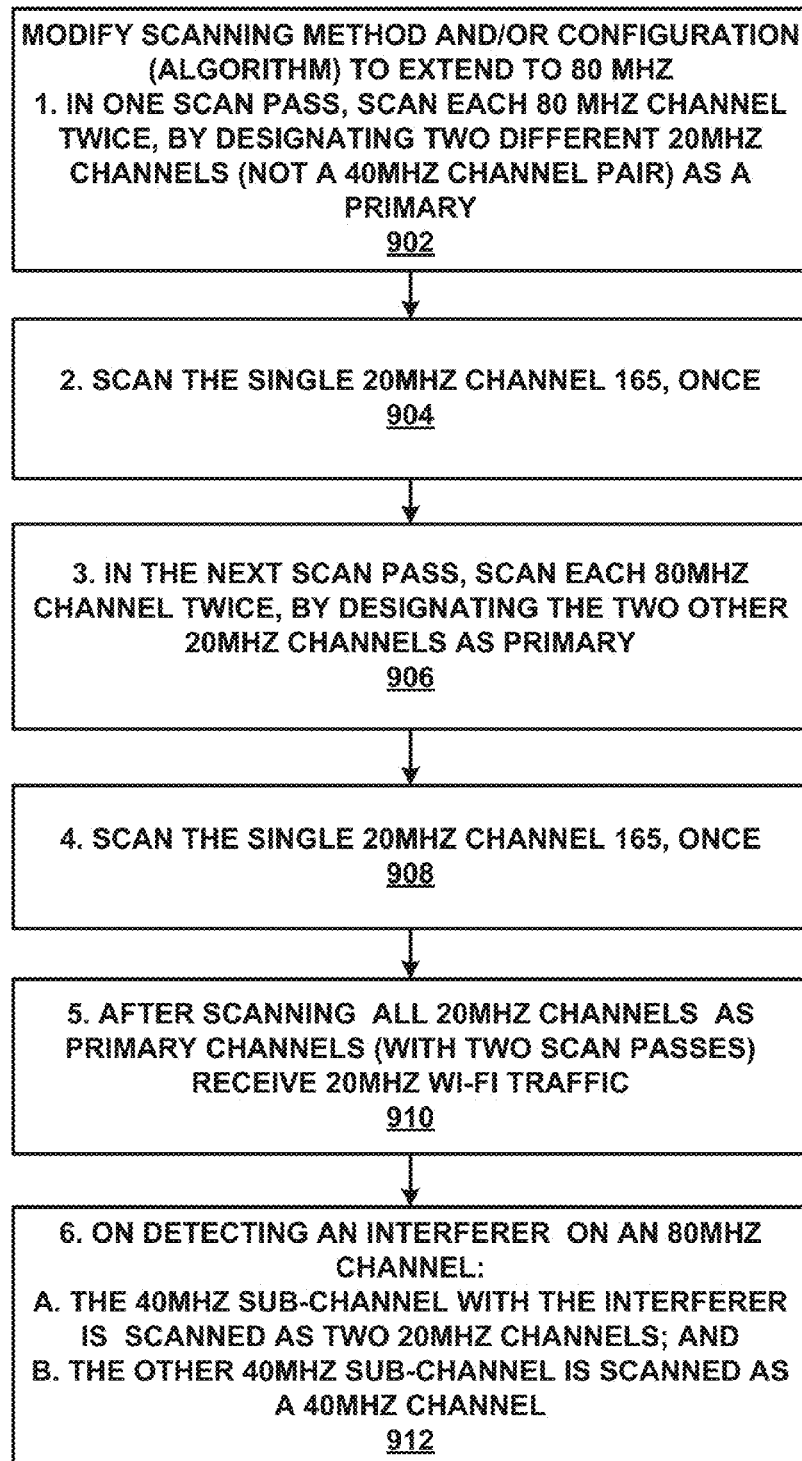 MODIFY SCANNING METHOD AND/OR CONFIGURATION
(ALGORITHM) TO EXTEND TO 80 MHZ
1. IN ONE SCAN PASS, SCAN EACH 80 MHZ CHANNEL
TWICE, BY DESIGNATING TWO DIFFERENT 20MHZ
CHANNELS (NOT A 40MHZ CHANNEL PAIR) AS A
PRIMARY
902
2. SCAN THE SINGLE 20MHZ CHANNEL 165, ONCE
904
3. IN THE NEXT SCAN PASS, SCAN EACH 80MHZ
CHANNEL TWICE, BY DESIGNATING THE TWO OTHER
20MHZ CHANNELS AS PRIMARY
906
4. SCAN THE SINGLE 20MHZ CHANNEL 165, ONCE
908
5. AFTER SCANNING ALL 20MHZ CHANNELS AS
PRIMARY CHANNELS (WITH TWO SCAN PASSES)
RECEIVE 20MHZ WI-FI TRAFFIC
910
6. ON DETECTING AN INTERFERER ON AN 80MHZ
CHANNEL:
A. THE 40MHZ SUB-CHANNEL WITH THE INTERFERER
IS SCANNED AS TWO 20MHZ CHANNELS; AND
B. THE OTHER 40MHZ SUB-CHANNEL IS SCANNED AS
A 40MHZ CHANNEL
912